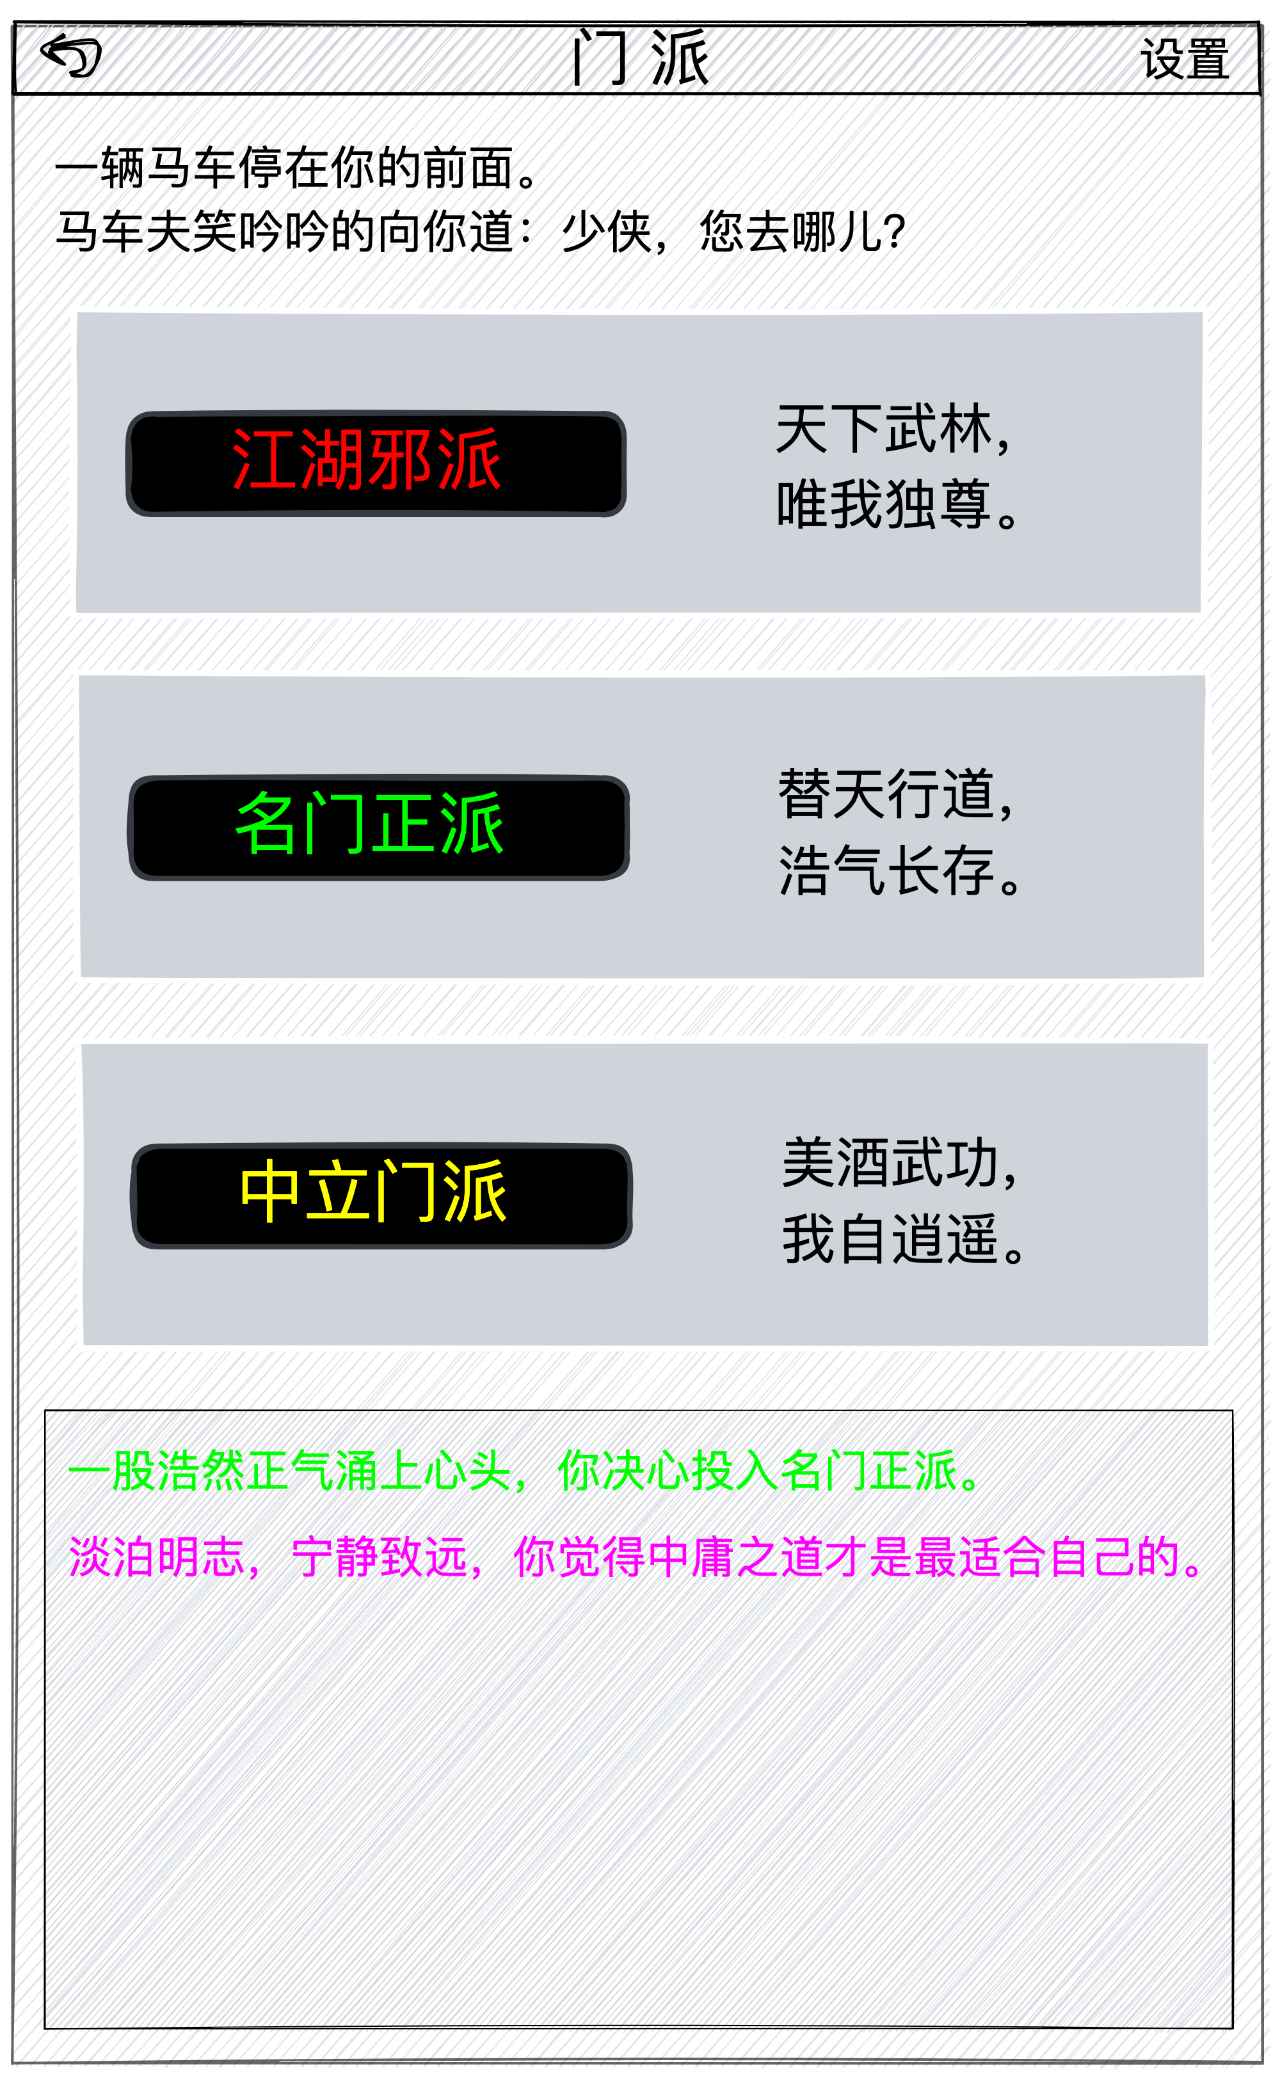 门 派
设置
一辆马车停在你的前面。
马车夫笑吟吟的向你道：少侠，您去哪儿？
江湖邪派
天下武林，
唯我独尊。
名门正派
替天行道，
浩气长存。
中立门派
美酒武功，
我自逍遥。
一股浩然正气涌上心头，你决心投入名门正派。
淡泊明志，宁静致远，你觉得中庸之道才是最适合自己的。